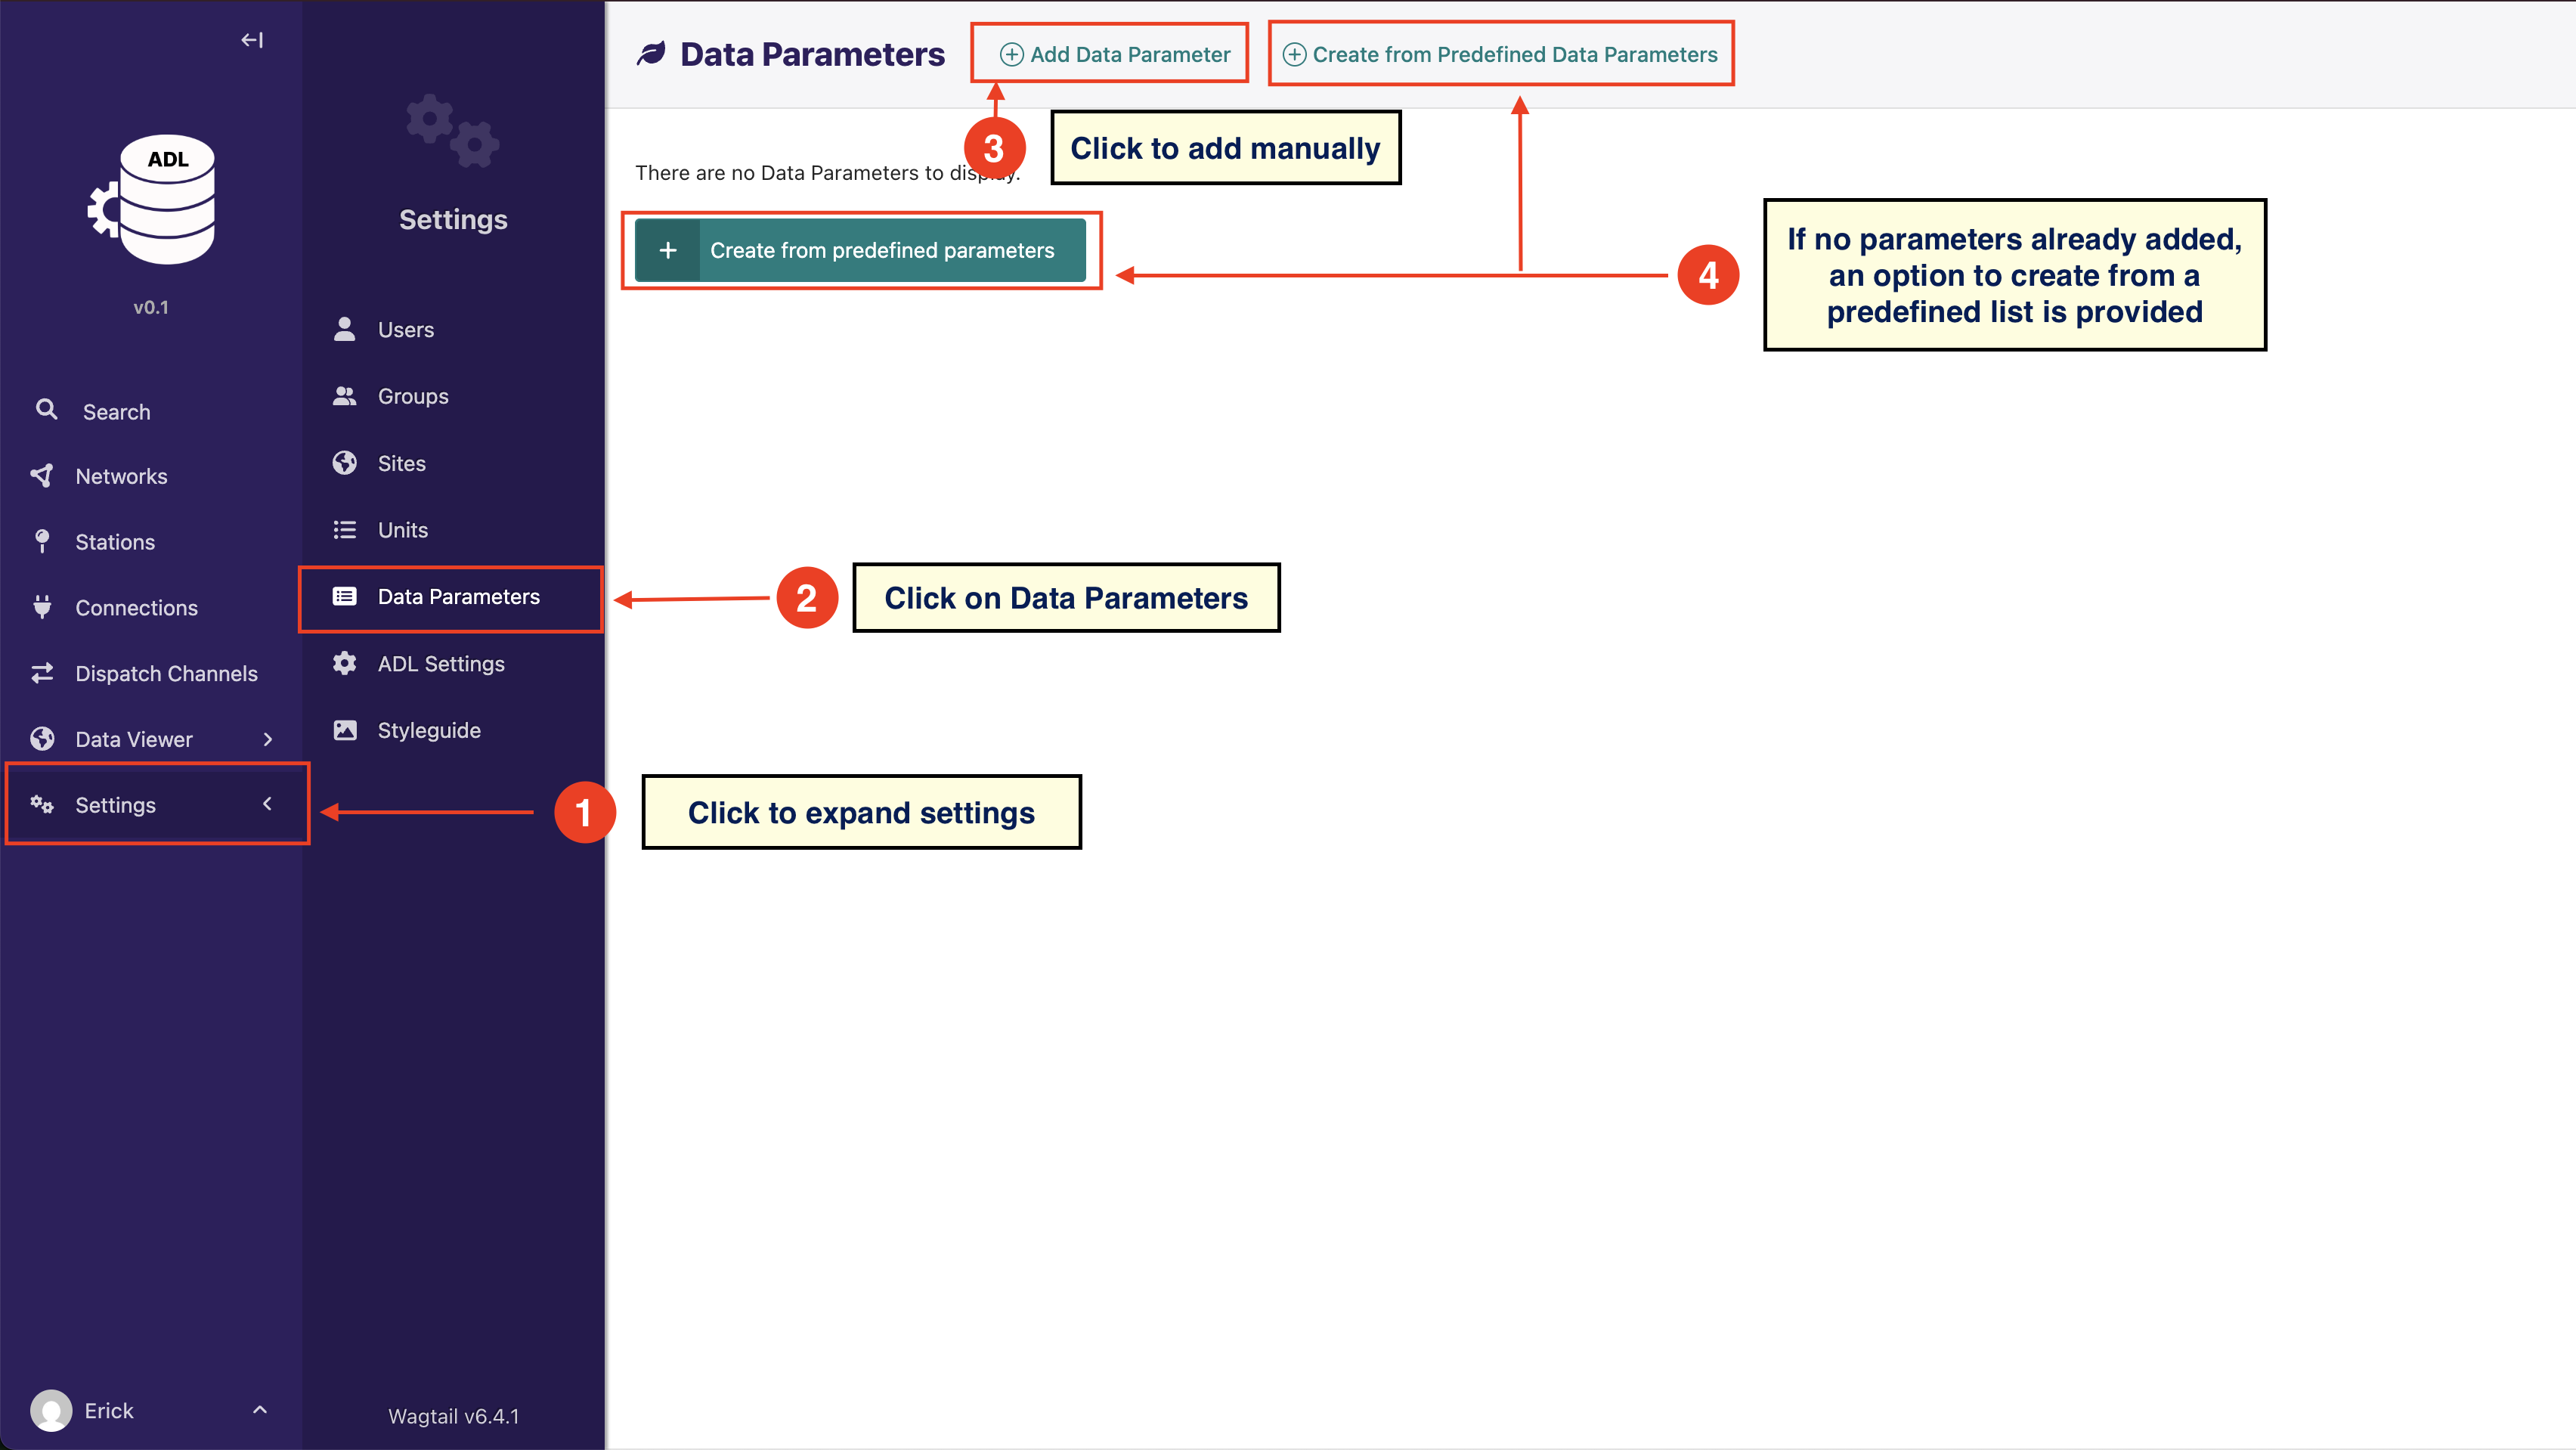 ADL
v0.1
Search
Networks
Stations
Connections
Dispatch Channels
Data Viewer
Settings
Erick
Settings
Users
Groups
Sites
Units
Data Parameters
ADL Settings
Styleguide
Wagtail v6.4.1
Data Parameters
Add Data Parameter
Create from Predefined Data Parameters
3
Click to add manually
There are no Data Parameters to display.
Create from predefined parameters
4
If no parameters already added,
an option to create from a
predefined list is provided
2
Click on Data Parameters
1
Click to expand settings